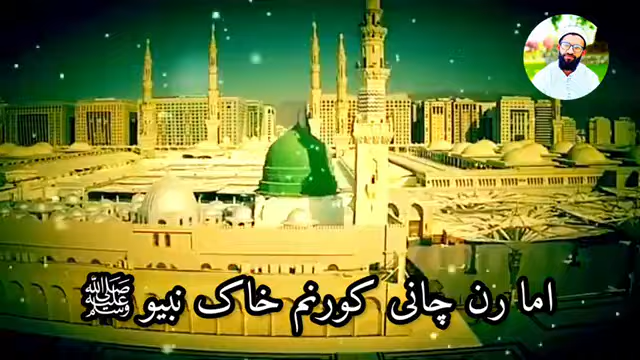 اما رن چانی کورنم خاک نبیو ﷺ